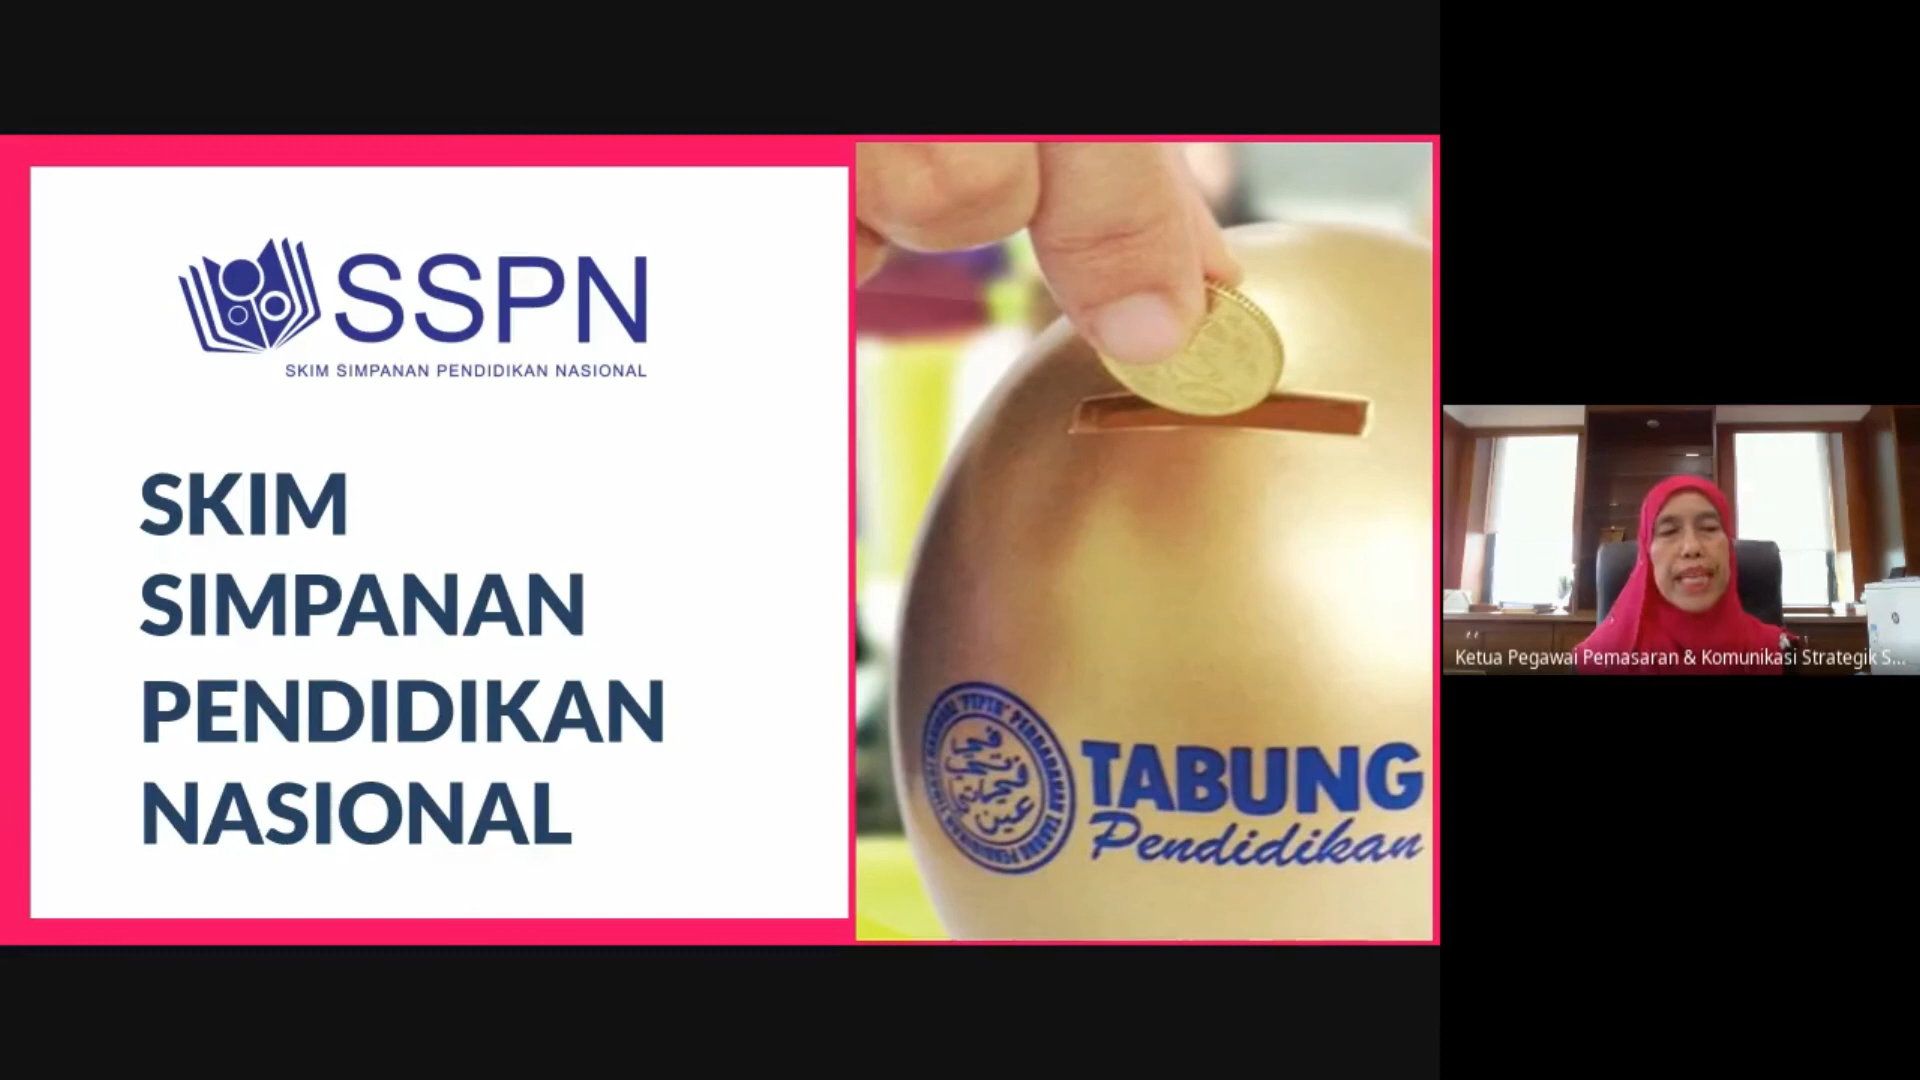 SSPN
SKIM SIMPANAN PENDIDIKAN NASIONAL
SKIM
SIMPANAN
PENDIDIKAN
NASIONAL
TABUNG
Pendidikan
Ketua Pegawai Pemasaran & Komunikasi Strategik S...